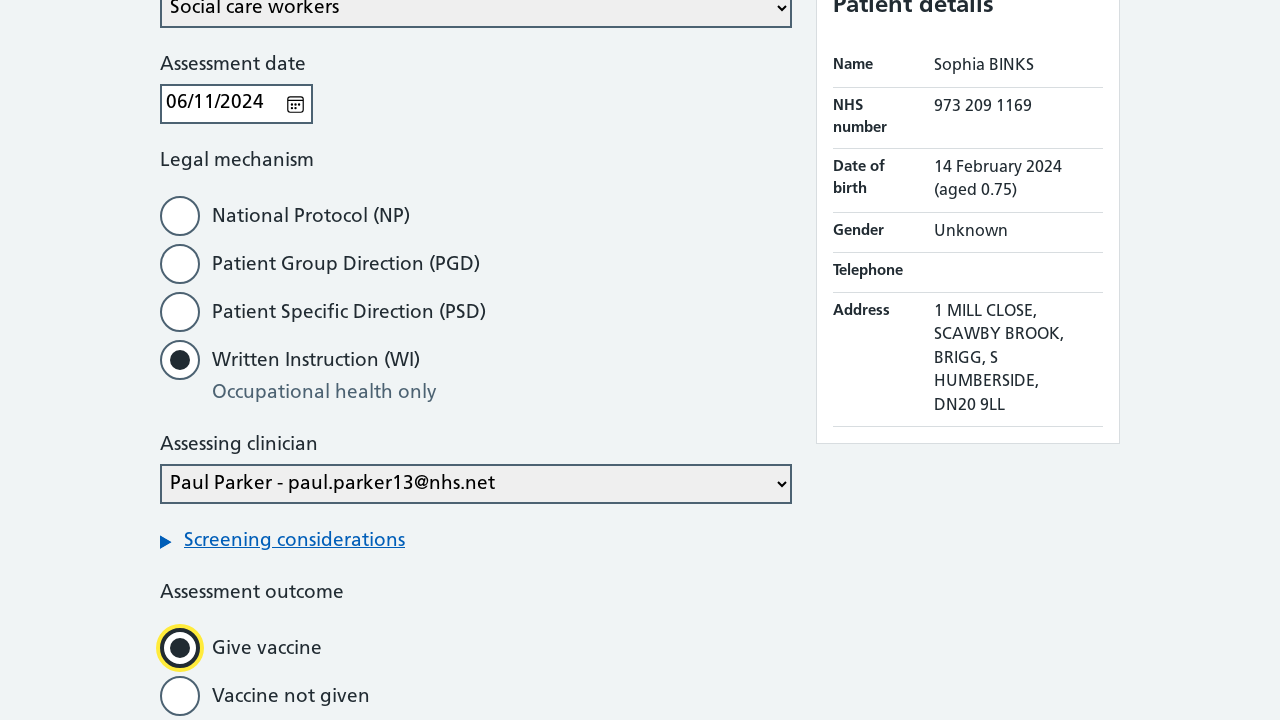 Social care workers
Assessment date
06/11/2024
Legal mechanism
National Protocol (NP)
Patient Group Direction (PGD)
Patient Specific Direction (PSD)
Written Instruction (WI)
Occupational health only
Assessing clinician
Paul Parker - paul.parker13@nhs.net
Screening considerations
Assessment outcome
Give vaccine
Vaccine not given
Patient details
Name Sophia BINKS
NHS number 973 209 1169
Date of birth 14 February 2024
(aged 0.75)
Gender Unknown
Telephone
Address 1 MILL CLOSE,
SCAWBY BROOK,
BRIGG, S
HUMBERSIDE,
DN20 9LL